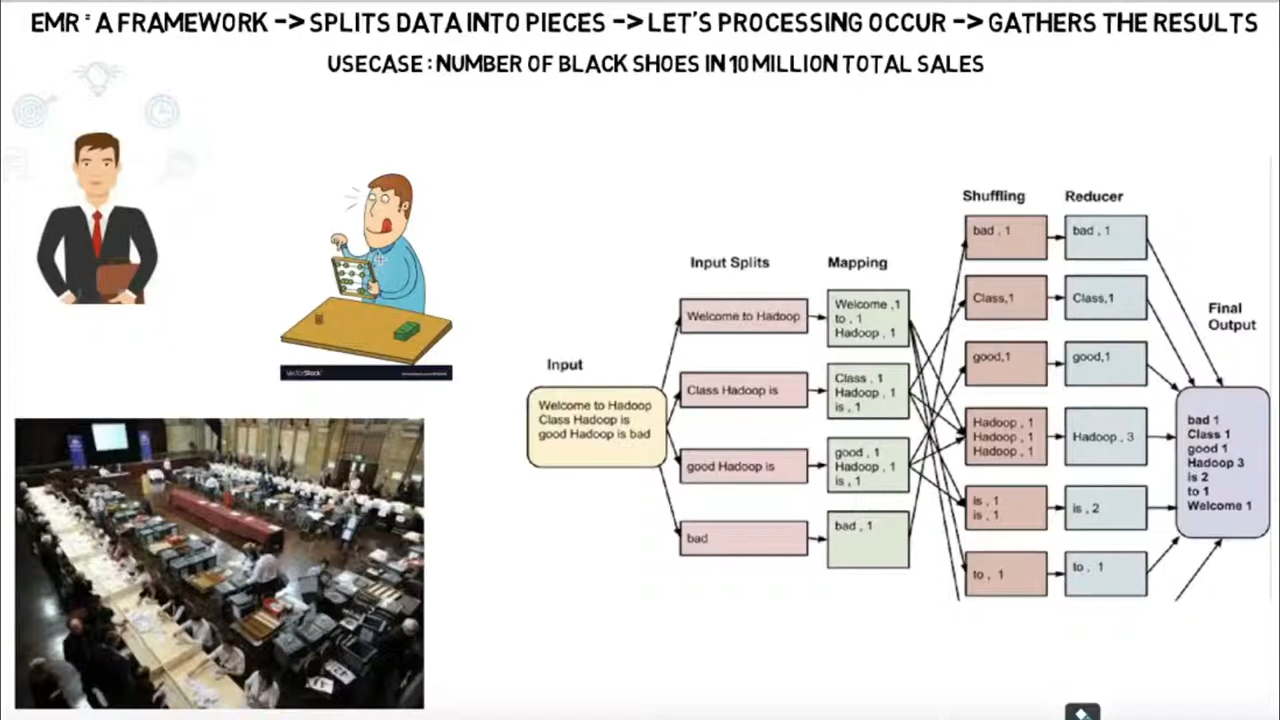 EMR = A FRAMEWORK -> SPLITS DATA INTO PIECES -> LET'S PROCESSING OCCUR -> GATHERS THE RESULTS
USECASE : NUMBER OF BLACK SHOES IN 10 MILLION TOTAL SALES
VectorStock
Input
Welcome to Hadoop
Class Hadoop is
good Hadoop is bad
Input Splits
Welcome to Hadoop
Class Hadoop is
good Hadoop is
bad
Mapping
Welcome ,1
to , 1
Hadoop , 1
Class , 1
Hadoop , 1
is , 1
good , 1
Hadoop , 1
is , 1
bad , 1
Shuffling
bad , 1
Class,1
good,1
Hadoop , 1
Hadoop , 1
Hadoop , 1
is , 1
is , 1
to , 1
Reducer
bad , 1
Class,1
good,1
Hadoop , 3
is , 2
to , 1
Final
Output
bad 1
Class 1
good 1
Hadoop 3
is 2
to 1
Welcome 1